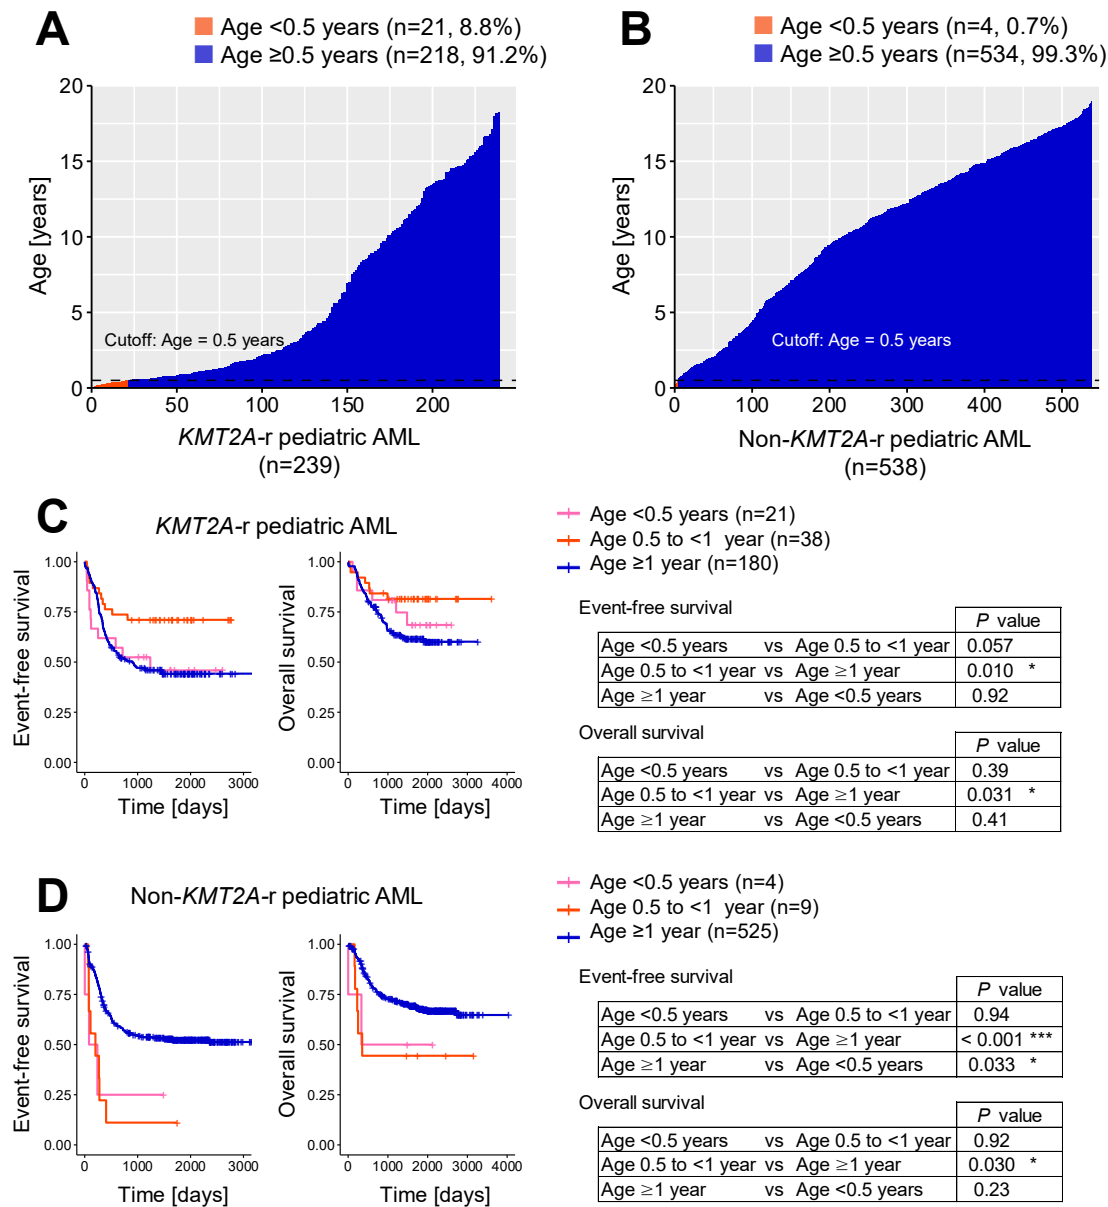 A
Age <0.5 years (n=21, 8.8%)
Age ≥0.5 years (n=218, 91.2%)
20
15
10
5
0
Age [years]
Cutoff: Age = 0.5 years
0
50
100
150
200
KMT2A-r pediatric AML
(n=239)
B
Age <0.5 years (n=4, 0.7%)
Age ≥0.5 years (n=534, 99.3%)
20
15
10
5
0
Age [years]
Cutoff: Age = 0.5 years
0
100
200
300
400
500
Non-KMT2A-r pediatric AML
(n=538)
C
KMT2A-r pediatric AML
1.00
0.75
0.50
0.25
0.00
Event-free survival
0
1000
2000
3000
Time [days]
1.00
0.75
0.50
0.25
0.00
Overall survival
0
1000
2000
3000
4000
Time [days]
Age <0.5 years (n=21)
Age 0.5 to <1 year (n=38)
Age ≥1 year (n=180)
Event-free survival
P value
Age <0.5 years vs Age 0.5 to <1 year 0.057
Age 0.5 to <1 year vs Age ≥1 year 0.010 *
Age ≥1 year vs Age <0.5 years 0.92
Overall survival
P value
Age <0.5 years vs Age 0.5 to <1 year 0.39
Age 0.5 to <1 year vs Age ≥1 year 0.031 *
Age ≥1 year vs Age <0.5 years 0.41
D
Non-KMT2A-r pediatric AML
1.00
0.75
0.50
0.25
0.00
Event-free survival
0
1000
2000
3000
Time [days]
1.00
0.75
0.50
0.25
0.00
Overall survival
0
1000
2000
3000
4000
Time [days]
Age <0.5 years (n=4)
Age 0.5 to <1 year (n=9)
Age ≥1 year (n=525)
Event-free survival
P value
Age <0.5 years vs Age 0.5 to <1 year 0.94
Age 0.5 to <1 year vs Age ≥1 year < 0.001 ***
Age ≥1 year vs Age <0.5 years 0.033 *
Overall survival
P value
Age <0.5 years vs Age 0.5 to <1 year 0.92
Age 0.5 to <1 year vs Age ≥1 year 0.030 *
Age ≥1 year vs Age <0.5 years 0.23